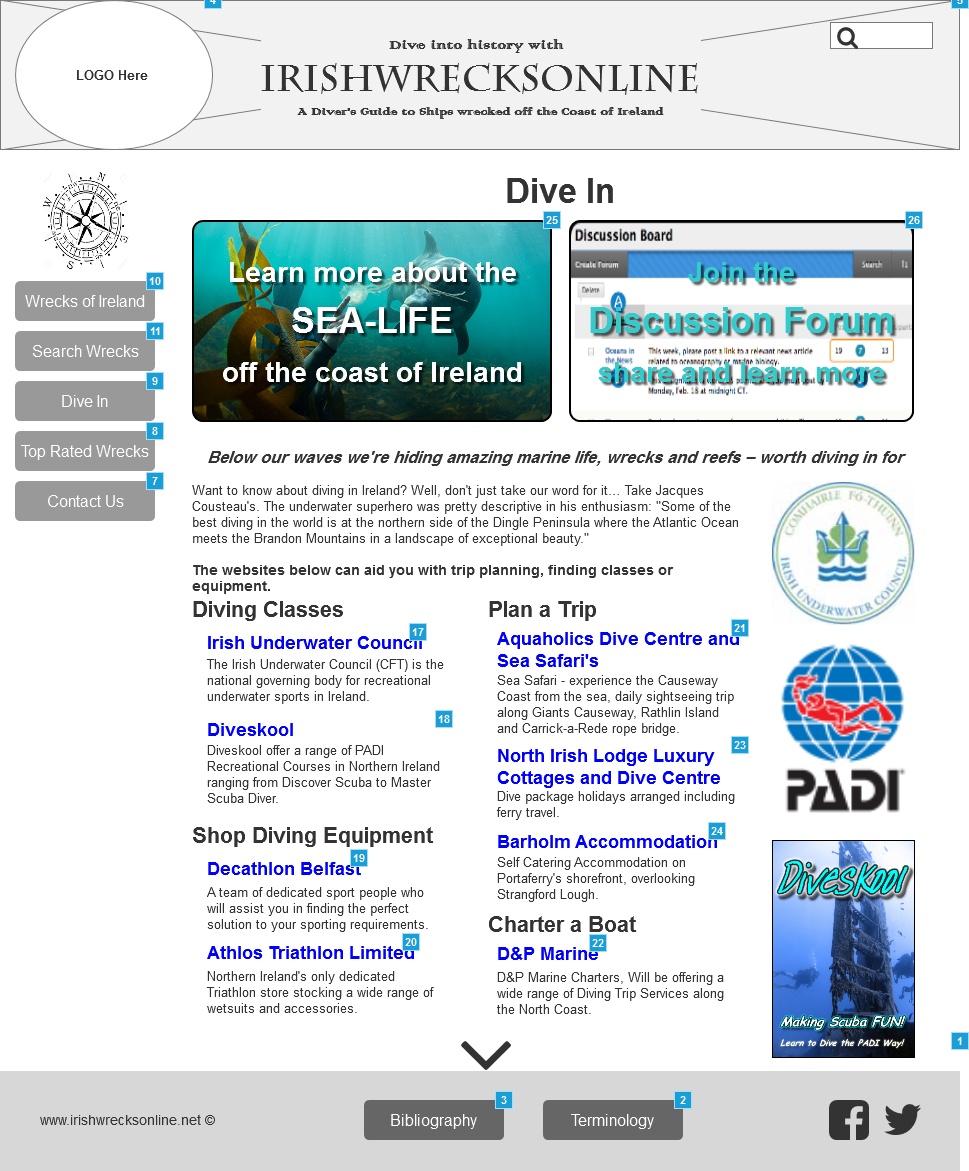 4
5
LOGO Here
Dive into history with
IRISHWRECKSONLINE
A Diver's Guide to Ships wrecked off the Coast of Ireland
N
E
S
W
Dive In
25
26
Learn more about the
SEA-LIFE
off the coast of Ireland
Discussion Board
Create Forum
Search
Join the
Delete
A
Discussion Forum
Oceans in
the News
This week, please post a link to a relevant news article
related to oceanography or marine biology.
19 7 13
share and learn more
Monday, Feb. 18 at midnight CT.
10
Wrecks of Ireland
11
Search Wrecks
9
Dive In
8
Top Rated Wrecks
7
Contact Us
Below our waves we're hiding amazing marine life, wrecks and reefs – worth diving in for
Want to know about diving in Ireland? Well, don't just take our word for it… Take Jacques
Cousteau's. The underwater superhero was pretty descriptive in his enthusiasm: "Some of the
best diving in the world is at the northern side of the Dingle Peninsula where the Atlantic Ocean
meets the Brandon Mountains in a landscape of exceptional beauty."
The websites below can aid you with trip planning, finding classes or
equipment.
Diving Classes
17
Irish Underwater Council
The Irish Underwater Council (CFT) is the
national governing body for recreational
underwater sports in Ireland.
18
Diveskool
Diveskool offer a range of PADI
Recreational Courses in Northern Ireland
ranging from Discover Scuba to Master
Scuba Diver.
Shop Diving Equipment
19
Decathlon Belfast
A team of dedicated sport people who
will assist you in finding the perfect
solution to your sporting requirements.
20
Athlos Triathlon Limited
Northern Ireland's only dedicated
Triathlon store stocking a wide range of
wetsuits and accessories.
Plan a Trip
21
Aquaholics Dive Centre and
Sea Safari's
Sea Safari - experience the Causeway
Coast from the sea, daily sightseeing trip
along Giants Causeway, Rathlin Island
and Carrick-a-Rede rope bridge.
23
North Irish Lodge Luxury
Cottages and Dive Centre
Dive package holidays arranged including
ferry travel.
24
Barholm Accommodation
Self Catering Accommodation on
Portaferry's shorefront, overlooking
Strangford Lough.
Charter a Boat
22
D&P Marine
D&P Marine Charters, Will be offering a
wide range of Diving Trip Services along
the North Coast.
COMHAIRLE FÓ-THUINN
IRISH UNDERWATER COUNCIL
PADI
DIVESKOOL
Making Scuba FUN!
Learn to Dive the PADI Way!
1
www.irishwrecksonline.net ©
3
Bibliography
2
Terminology